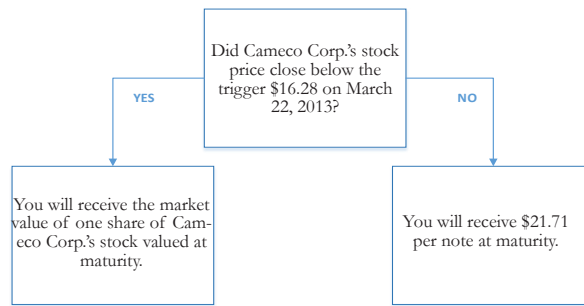 Did Cameco Corp.'s stock
price close below the
trigger $16.28 on March
22, 2013?
YES
NO
You will receive the market
value of one share of Cam-
eco Corp.'s stock valued at
maturity.
You will receive $21.71
per note at maturity.